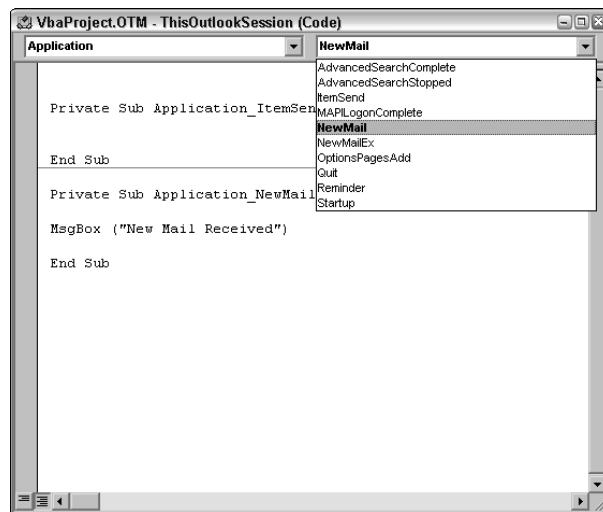 VbaProject.OTM - ThisOutlookSession (Code)
Application
NewMail
AdvancedSearchComplete
AdvancedSearchStopped
ItemSend
MAPILogonComplete
NewMail
NewMailEx
OptionsPagesAdd
Quit
Reminder
Startup
Private Sub Application_ItemSen
End Sub
Private Sub Application_NewMail
MsgBox ("New Mail Received")
End Sub